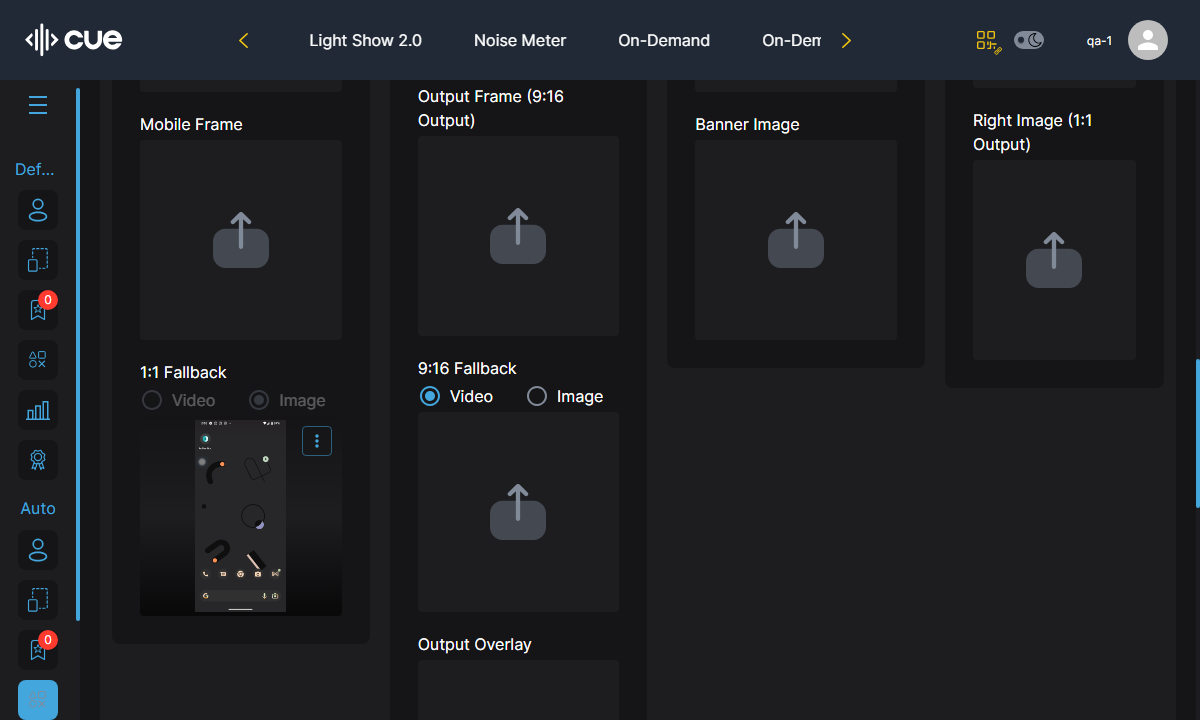 cue
Light Show 2.0
Noise Meter
On-Demand
On-Dem
qa-1
Def...
0
Auto
0
Mobile Frame
1:1 Fallback
Video
Image
Output Frame (9:16
Output)
9:16 Fallback
Video
Image
Output Overlay
Banner Image
Right Image (1:1
Output)